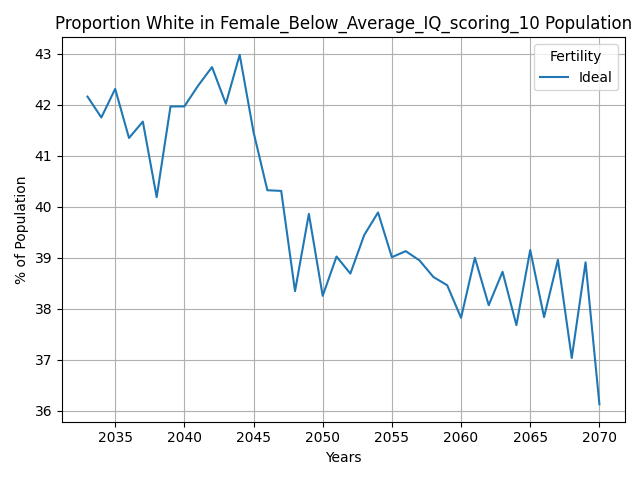 Proportion White in Female_Below_Average_IQ_scoring_10 Population
Fertility
Ideal
% of Population
43
42
41
40
39
38
37
36
2035 2040 2045 2050 2055 2060 2065 2070
Years